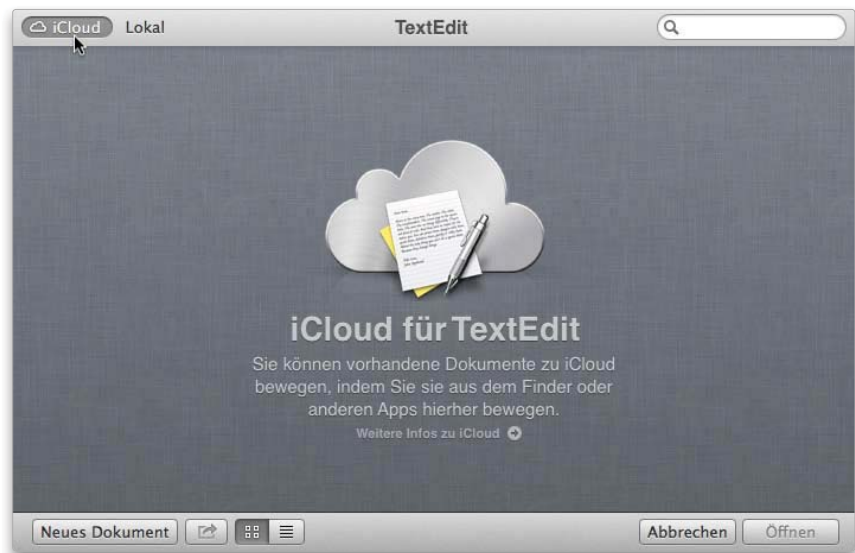 iCloud Lokal TextEdit
iCloud für TextEdit
Sie können vorhandene Dokumente zu iCloud
bewegen, indem Sie sie aus dem Finder oder
anderen Apps hierher bewegen.
Weitere Infos zu iCloud
Neues Dokument Abbrechen Öffnen